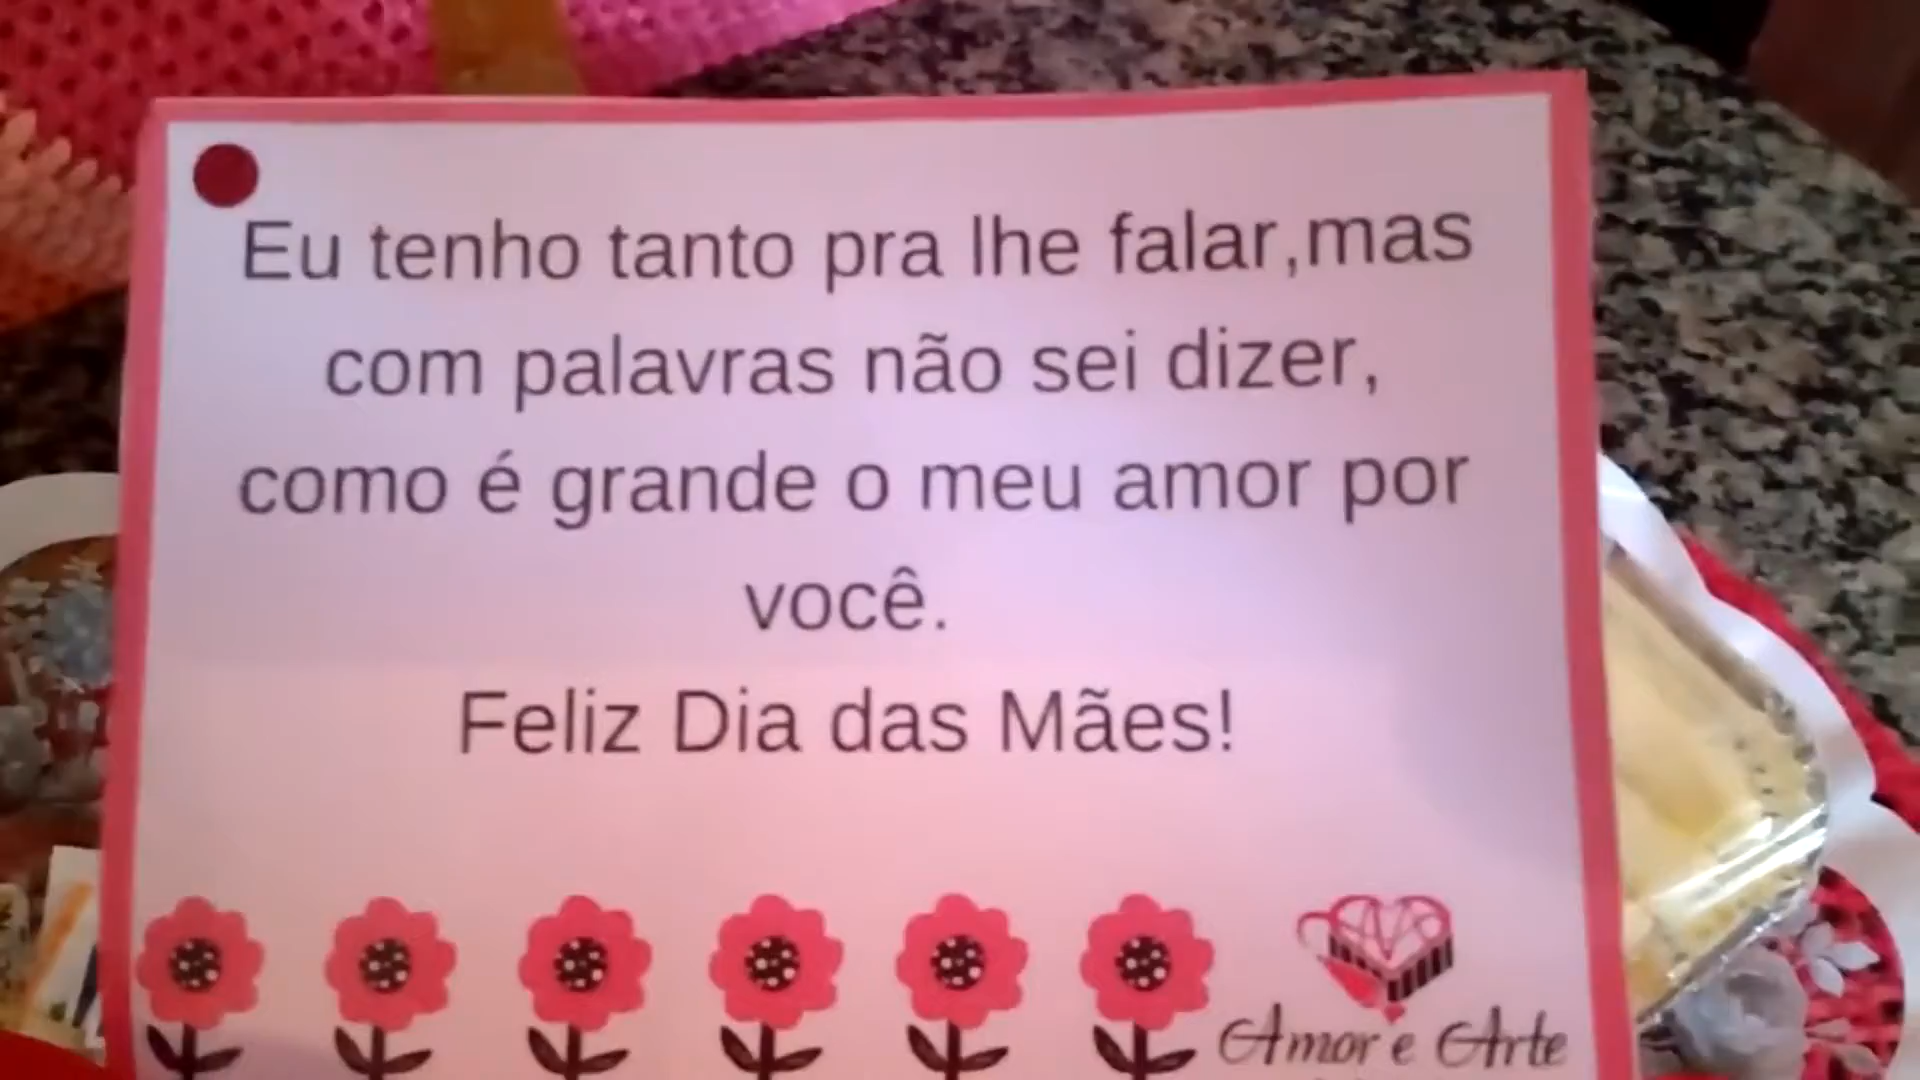 Eu tenho tanto pra lhe falar,mas
com palavras não sei dizer,
como é grande o meu amor por
você.
Feliz Dia das Mães!
Amor e Arte